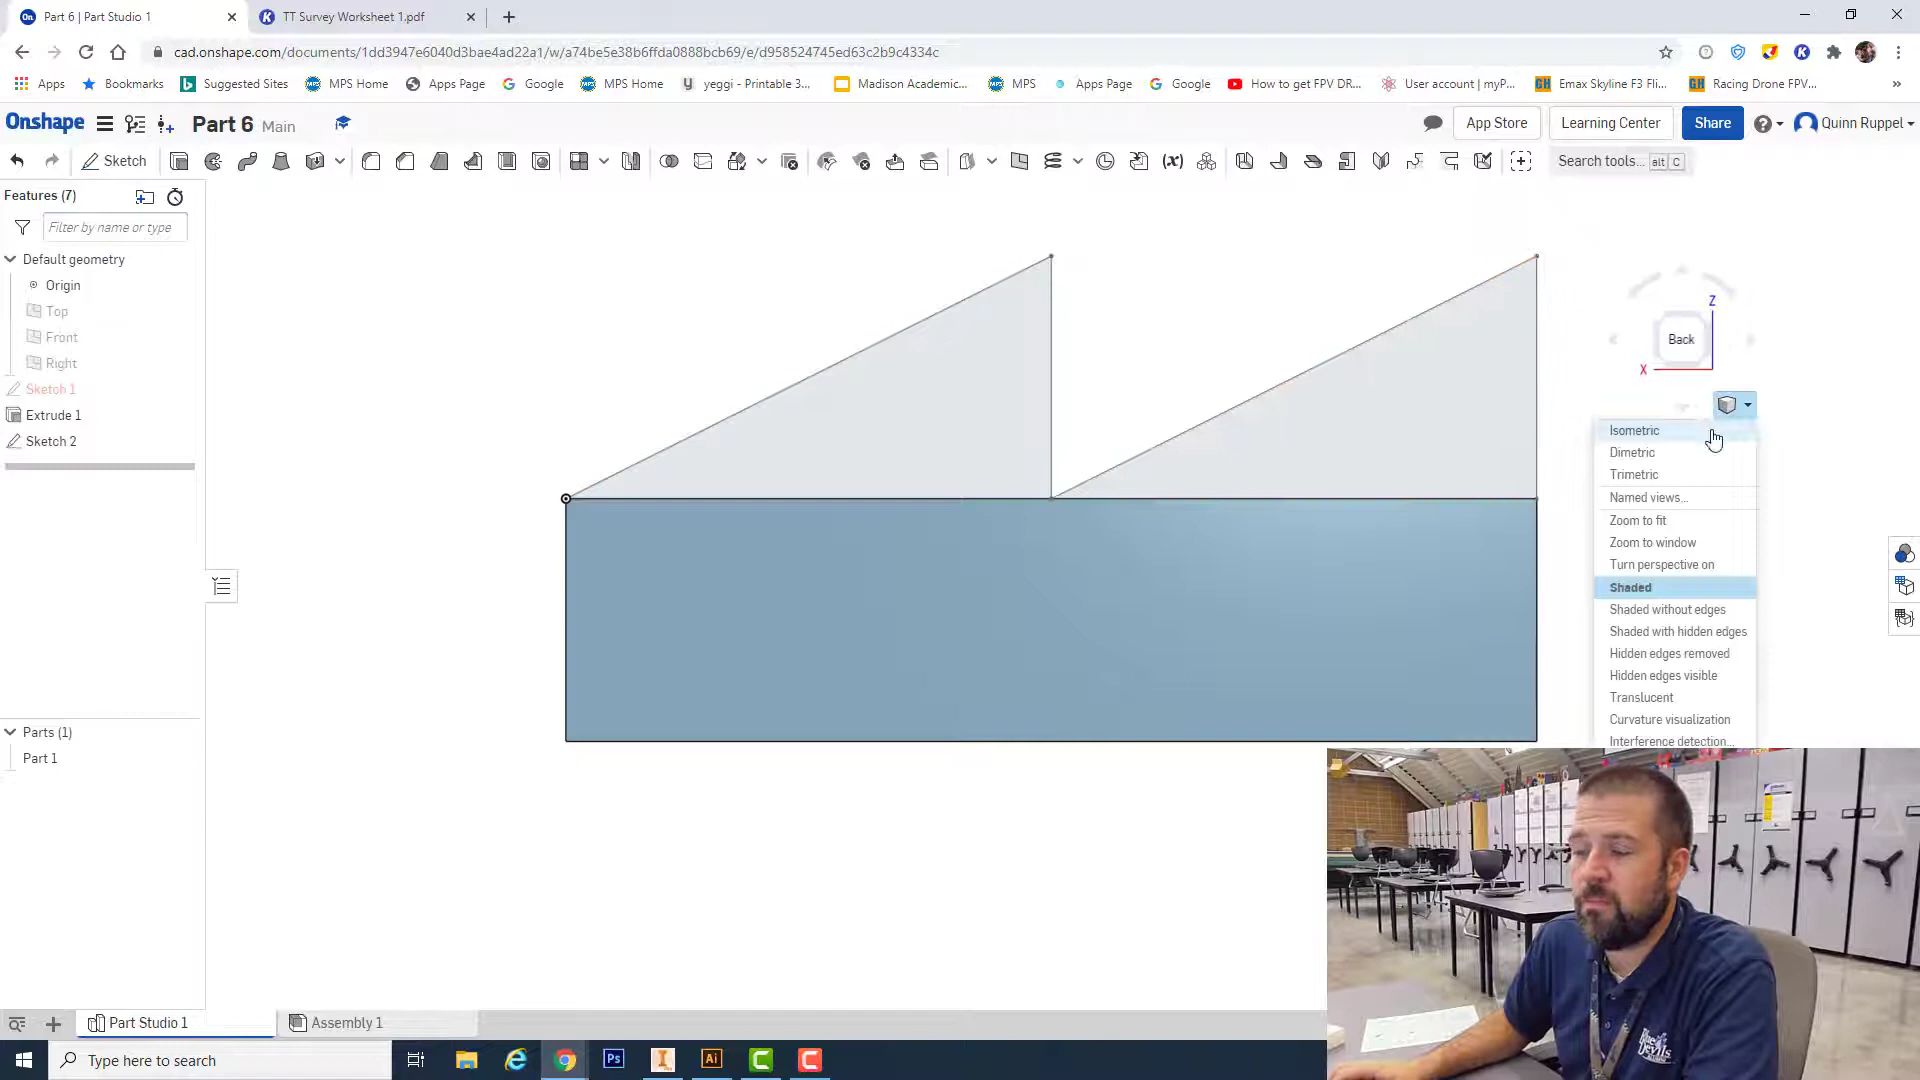 Part 6 | Part Studio 1
TT Survey Worksheet 1.pdf
cad.onshape.com/documents/1dd3947e6040d3bae4ad22a1/w/a74be5e38b6ffda0888bcb69/e/d958524745ed63c2b9c4334c
Apps Bookmarks Suggested Sites MPS Home Apps Page Google MPS Home yeggi - Printable 3... Madison Academic... MPS Apps Page Google How to get FPV DR... User account | myP... Emax Skyline F3 Fli... Racing Drone FPV... »
Onshape Part 6 Main App Store Learning Center Share Quinn Ruppel
Sketch Search tools... alt C
Features (7)
Filter by name or type
Default geometry
Origin
Top
Front
Right
Sketch 1
Extrude 1
Sketch 2
Parts (1)
Part 1
Z
Back
X
Isometric
Dimetric
Trimetric
Named views...
Zoom to fit
Zoom to window
Turn perspective on
Shaded
Shaded without edges
Shaded with hidden edges
Hidden edges removed
Hidden edges visible
Translucent
Curvature visualization
Interference detection...
Blue
Devils
Part Studio 1
Assembly 1
Type here to search
Ps
Ai